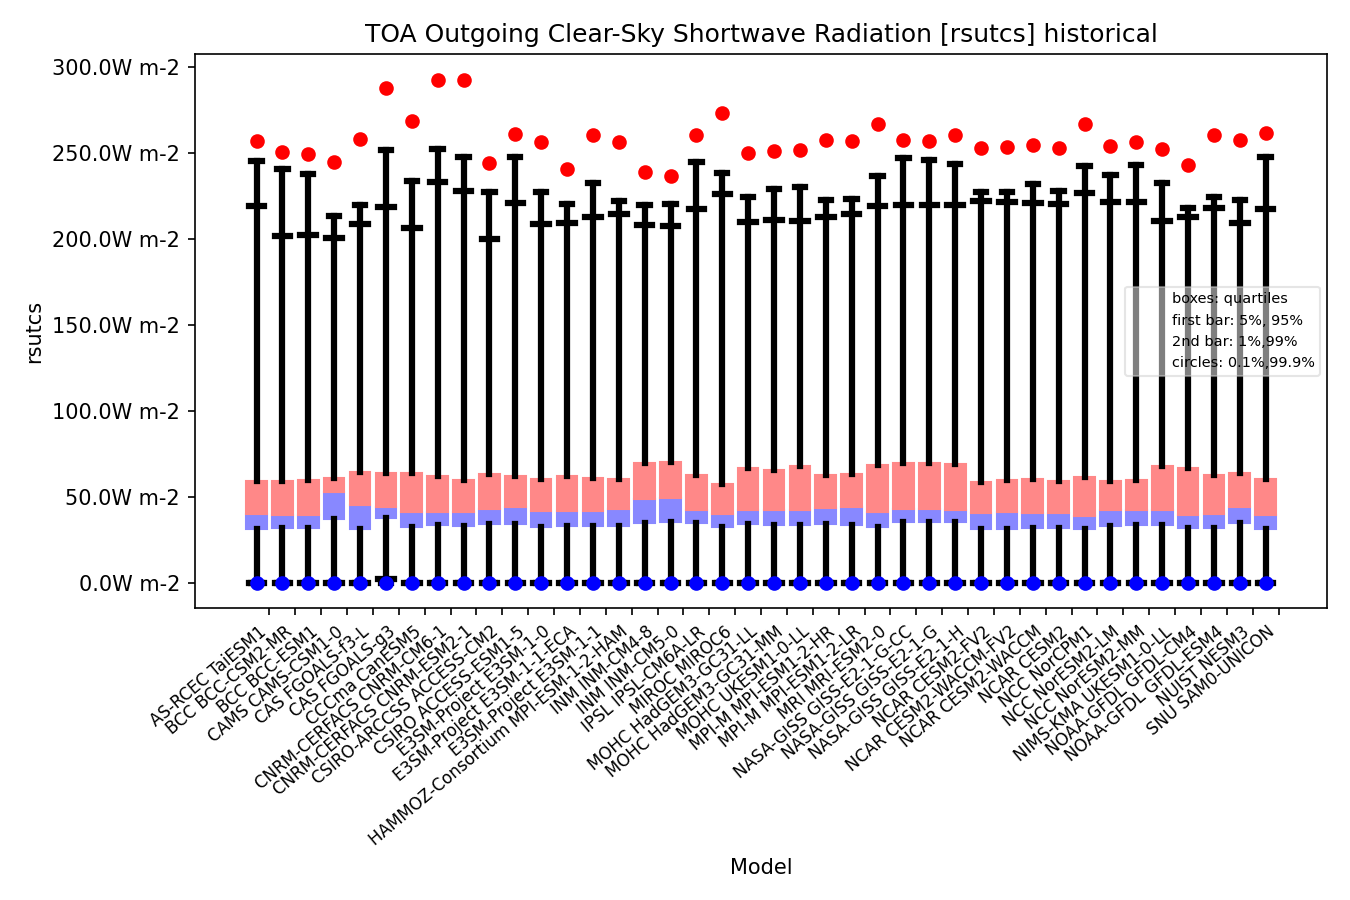 TOA Outgoing Clear-Sky Shortwave Radiation [rsutcs] historical
300.0W m-2
250.0W m-2
200.0W m-2
150.0W m-2
100.0W m-2
50.0W m-2
0.0W m-2
rsutcs
boxes: quartiles
first bar: 5%, 95%
2nd bar: 1%,99%
circles: 0.1%,99.9%
AS-RCEC TaiESM1
BCC BCC-CSM2-MR
BCC BCC-ESM1
CAMS CAMS-CSM1-0
CAS FGOALS-f3-L
CAS FGOALS-g3
CCCma CanESM5
CNRM-CERFACS CNRM-CM6-1
CNRM-CERFACS CNRM-ESM2-1
CSIRO-ARCCSS ACCESS-CM2
CSIRO ACCESS-ESM1-5
E3SM-Project E3SM-1-0
E3SM-Project E3SM-1-1-ECA
E3SM-Project E3SM-1-1
HAMMOZ-Consortium MPI-ESM-1-2-HAM
INM INM-CM4-8
INM INM-CM5-0
IPSL IPSL-CM6A-LR
MIROC MIROC6
MOHC HadGEM3-GC31-LL
MOHC HadGEM3-GC31-MM
MOHC UKESM1-0-LL
MPI-M MPI-ESM1-2-HR
MPI-M MPI-ESM1-2-LR
MRI MRI-ESM2-0
NASA-GISS GISS-E2-1-G-CC
NASA-GISS GISS-E2-1-G
NASA-GISS GISS-E2-1-H
NCAR CESM2-FV2
NCAR CESM2-WACCM-FV2
NCAR CESM2-WACCM
NCAR CESM2
NCC NorCPM1
NCC NorESM2-LM
NCC NorESM2-MM
NIMS-KMA UKESM1-0-LL
NOAA-GFDL GFDL-CM4
NOAA-GFDL GFDL-ESM4
NUIST NESM3
SNU SAM0-UNICON
Model